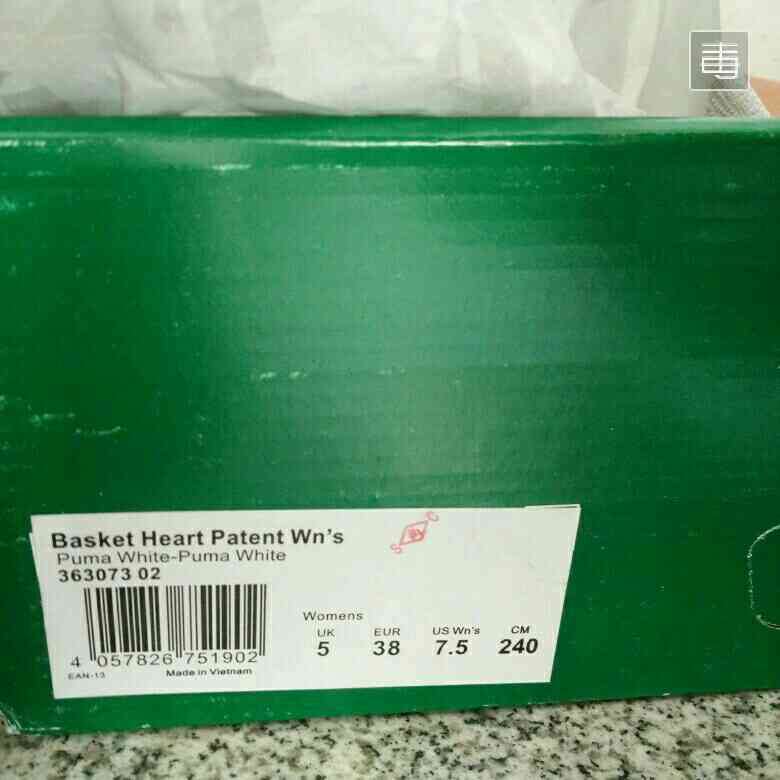 Basket Heart Patent Wn's
Puma White-Puma White
363073 02
4 057826 751902
EAN-13
Made in Vietnam
Womens
UK EUR US Wn's CM
5 38 7.5 240